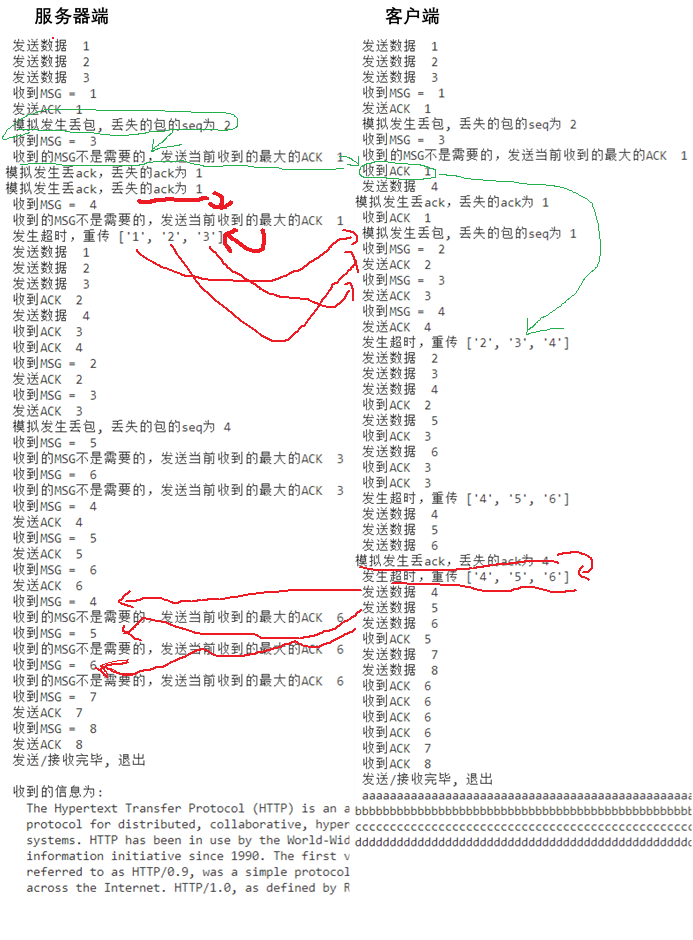 服务器端
发送数据  1
发送数据  2
发送数据  3
收到MSG =  1
发送ACK  1
模拟发生丢包, 丢失的包的seq为 2
收到MSG =  3
收到的MSG不是需要的, 发送当前收到的最大的ACK  1
模拟发生丢ack, 丢失的ack为 1
模拟发生丢ack, 丢失的ack为 1
收到MSG =  4
收到的MSG不是需要的, 发送当前收到的最大的ACK  1
发生超时, 重传 ['1', '2', '3']
发送数据  1
发送数据  2
发送数据  3
收到ACK  2
发送数据  4
收到ACK  3
收到ACK  4
收到MSG =  2
发送ACK  2
收到MSG =  3
发送ACK  3
模拟发生丢包, 丢失的包的seq为 4
收到MSG =  5
收到的MSG不是需要的, 发送当前收到的最大的ACK  3
收到MSG =  6
收到的MSG不是需要的, 发送当前收到的最大的ACK  3
收到MSG =  4
发送ACK  4
收到MSG =  5
发送ACK  5
收到MSG =  6
发送ACK  6
收到MSG =  4
收到的MSG不是需要的, 发送当前收到的最大的ACK  6
收到MSG =  5
收到的MSG不是需要的, 发送当前收到的最大的ACK  6
收到MSG =  6
收到的MSG不是需要的, 发送当前收到的最大的ACK  6
收到MSG =  7
发送ACK  7
收到MSG =  8
发送ACK  8
发送/接收完毕, 退出
收到的信息为:
The Hypertext Transfer Protocol (HTTP) is an a
protocol for distributed, collaborative, hyper
systems. HTTP has been in use by the World-Wid
information initiative since 1990. The first v
referred to as HTTP/0.9, was a simple protocol
across the Internet. HTTP/1.0, as defined by R
客户端
发送数据  1
发送数据  2
发送数据  3
收到MSG =  1
发送ACK  1
模拟发生丢包, 丢失的包的seq为 2
收到MSG =  3
收到的MSG不是需要的, 发送当前收到的最大的ACK  1
收到ACK  1
发送数据  4
模拟发生丢ack, 丢失的ack为 1
收到ACK  1
模拟发生丢包, 丢失的包的seq为 1
收到MSG =  2
发送ACK  2
收到MSG =  3
发送ACK  3
收到MSG =  4
发送ACK  4
发生超时, 重传 ['2', '3', '4']
发送数据  2
发送数据  3
发送数据  4
收到ACK  2
发送数据  5
收到ACK  3
发送数据  6
收到ACK  3
收到ACK  3
发生超时, 重传 ['4', '5', '6']
发送数据  4
发送数据  5
发送数据  6
模拟发生丢ack, 丢失的ack为 4
发生超时, 重传 ['4', '5', '6']
发送数据  4
发送数据  5
发送数据  6
收到ACK  5
发送数据  7
发送数据  8
收到ACK  6
收到ACK  6
收到ACK  6
收到ACK  6
收到ACK  7
收到ACK  8
发送/接收完毕, 退出
aaaaaaaaaaaaaaaaaaaaaaaaaaaaaaaaaaaaaaaaaaaaaaa
bbbbbbbbbbbbbbbbbbbbbbbbbbbbbbbbbbbbbbbbbbbbbbbb
cccccccccccccccccccccccccccccccccccccccccccccccc
dddddddddddddddddddddddddddddddddddddddddddddddd